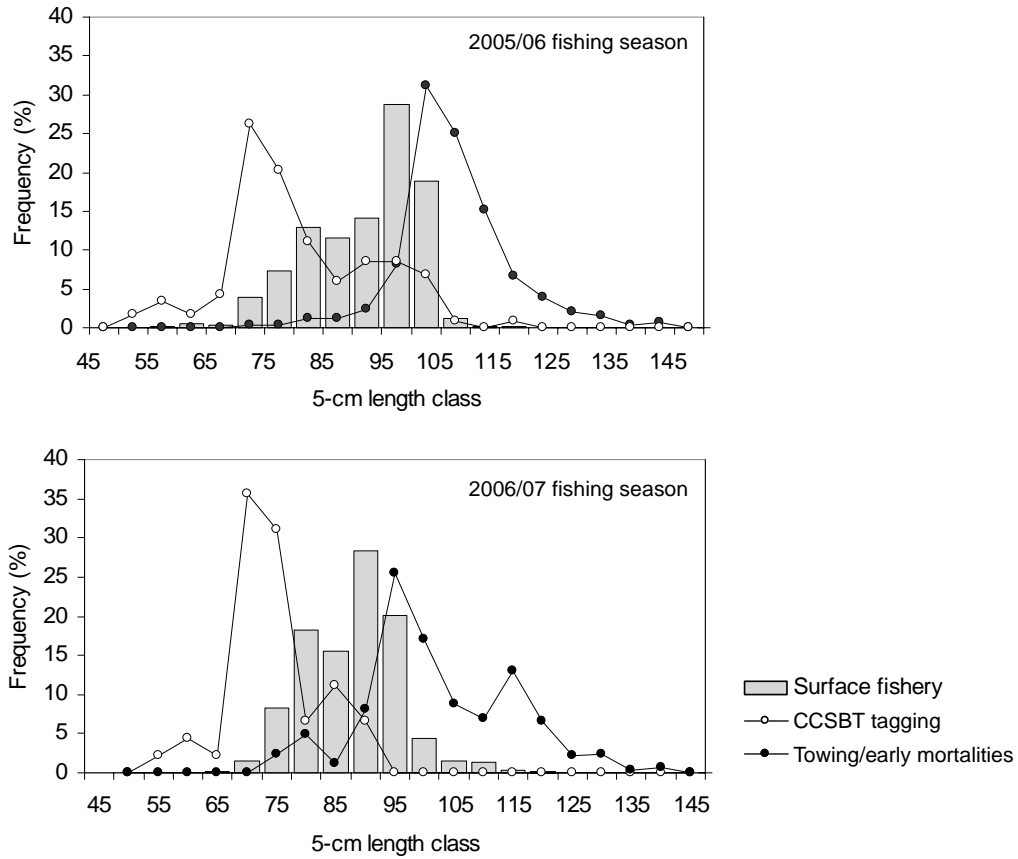 40
2005/06 fishing season
35
30
25
20
15
10
5
0
Frequency (%)
45 55 65 75 85 95 105 115 125 135 145
5-cm length class
40
2006/07 fishing season
35
30
25
20
15
10
5
0
Frequency (%)
45 55 65 75 85 95 105 115 125 135 145
5-cm length class
Surface fishery
CCSBT tagging
Towing/early mortalities